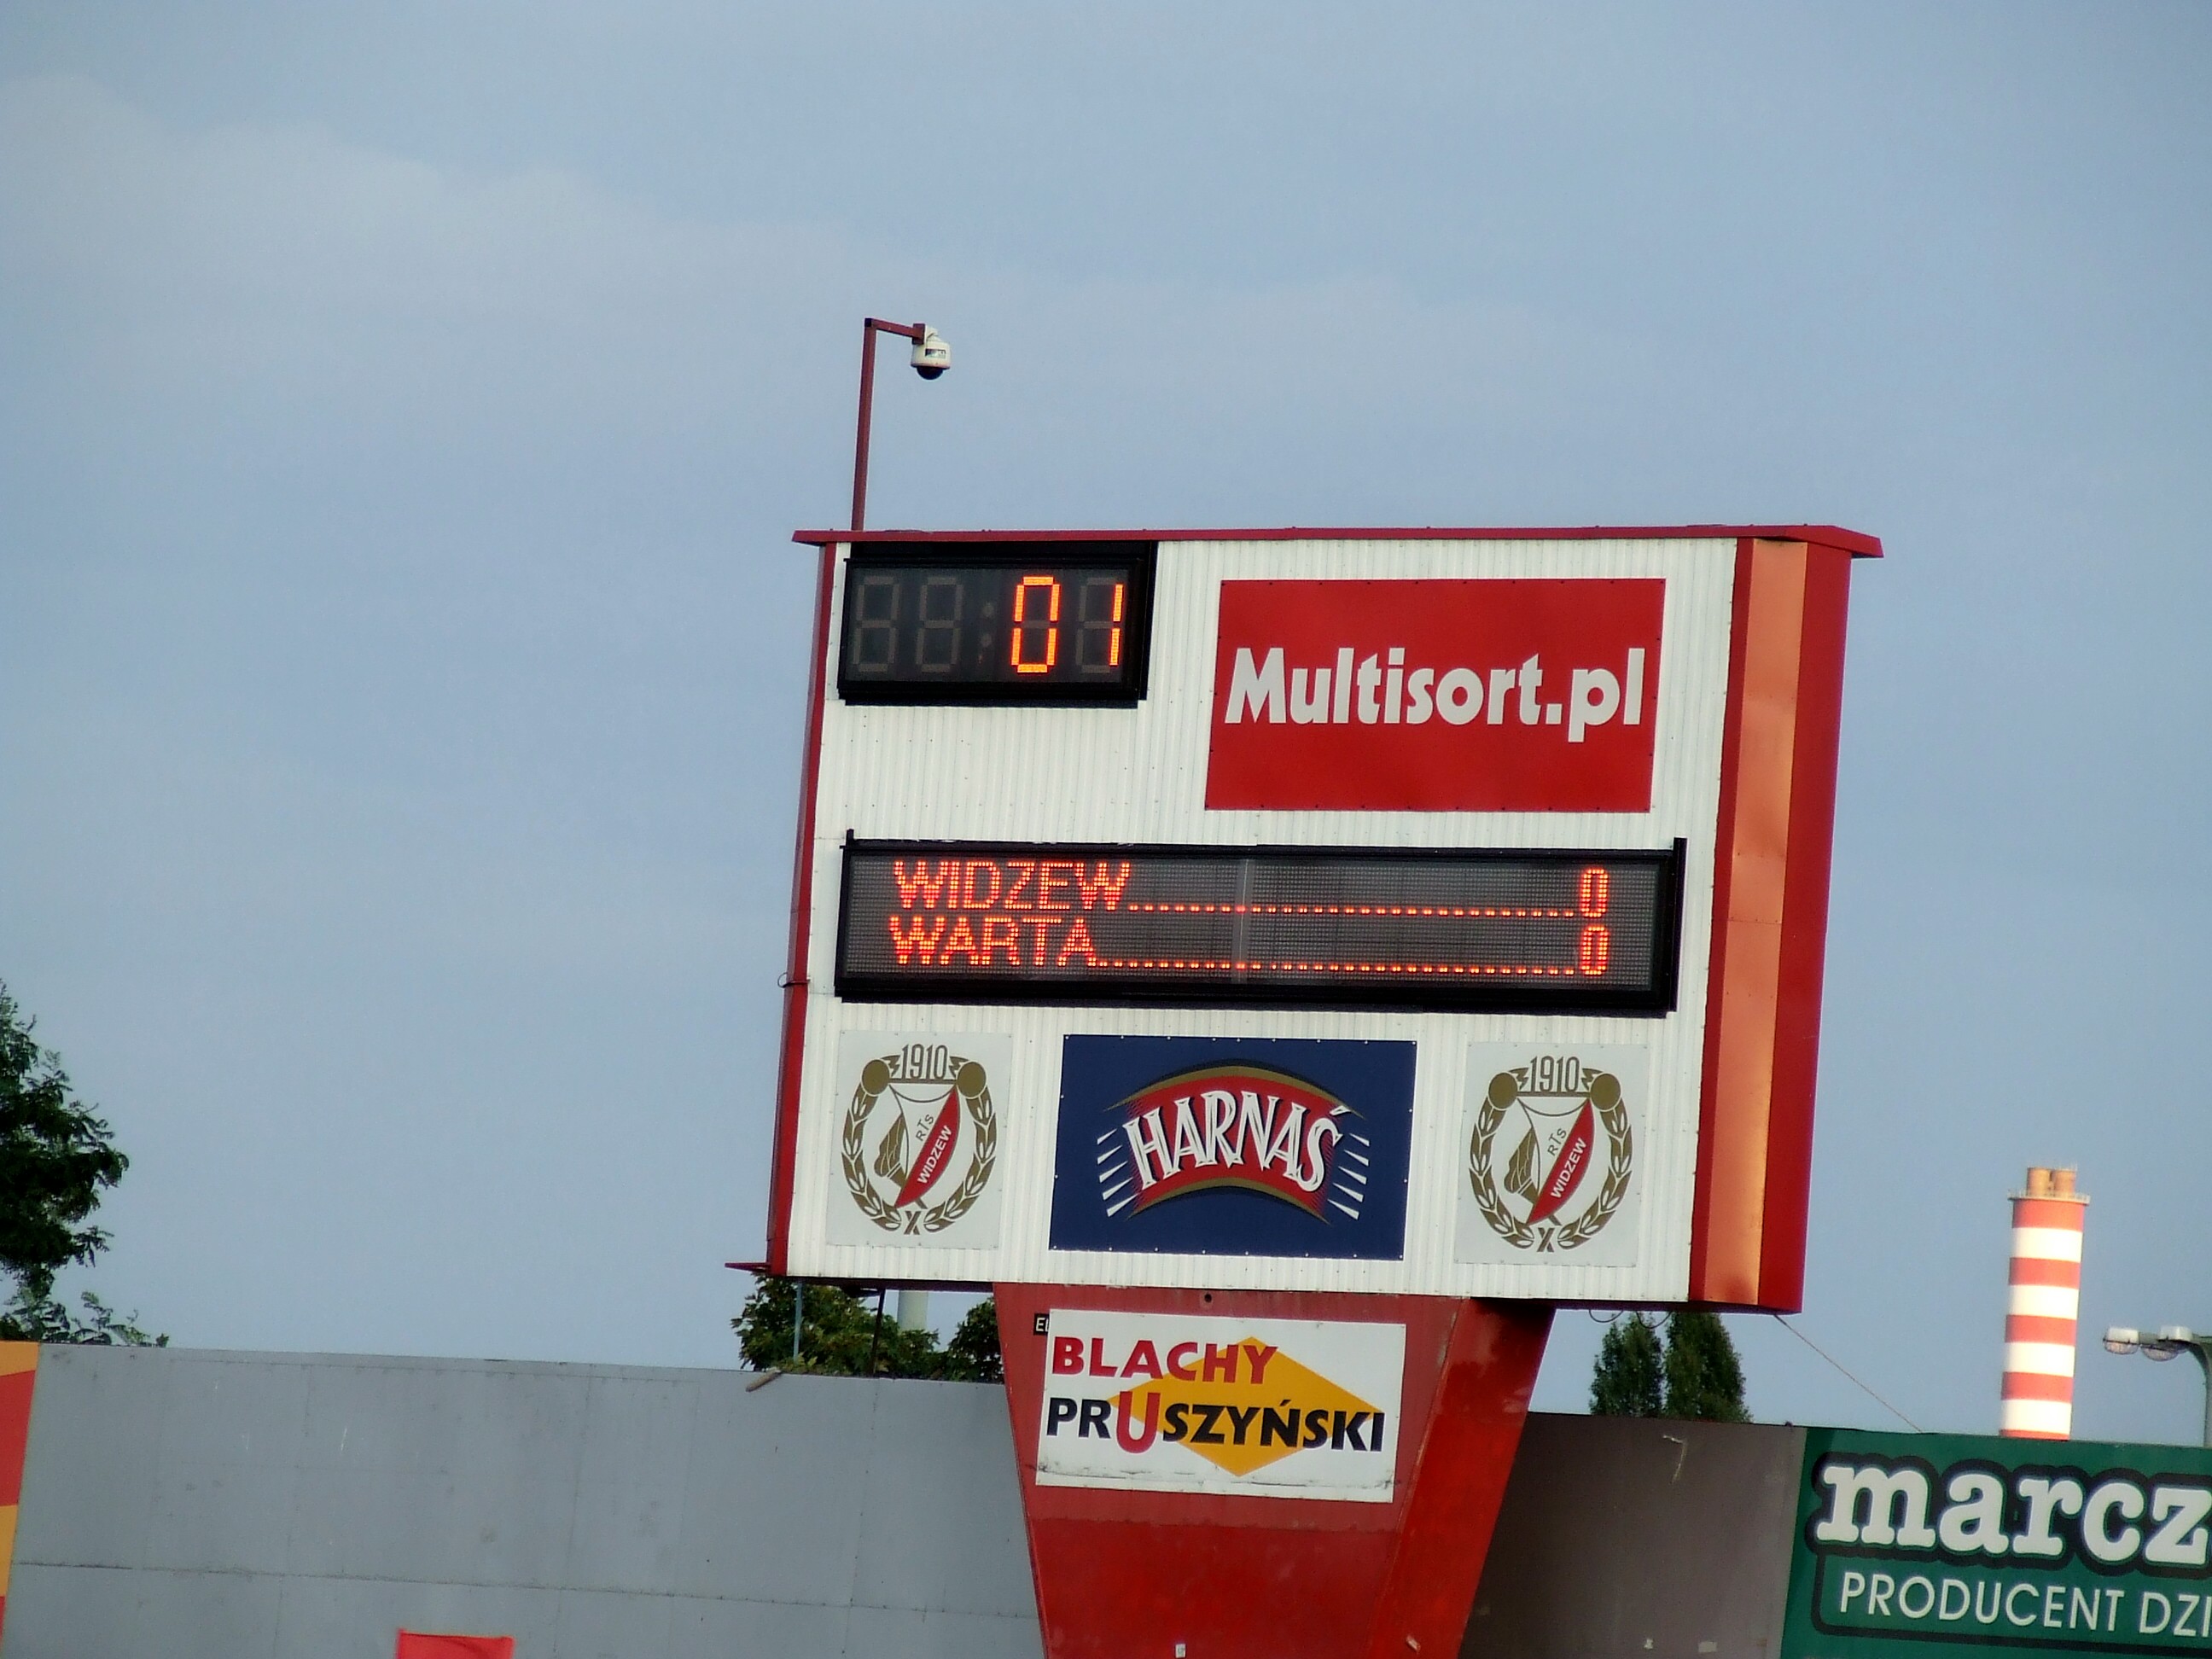 01
Multisort.pl
WIDZEW..............................0
WARTA................................0
1910
RTS
WIDZEW
HARNAŚ
1910
RTS
WIDZEW
BLACHY
PRUSZYŃSKI
marcz
PRODUCENT DZI